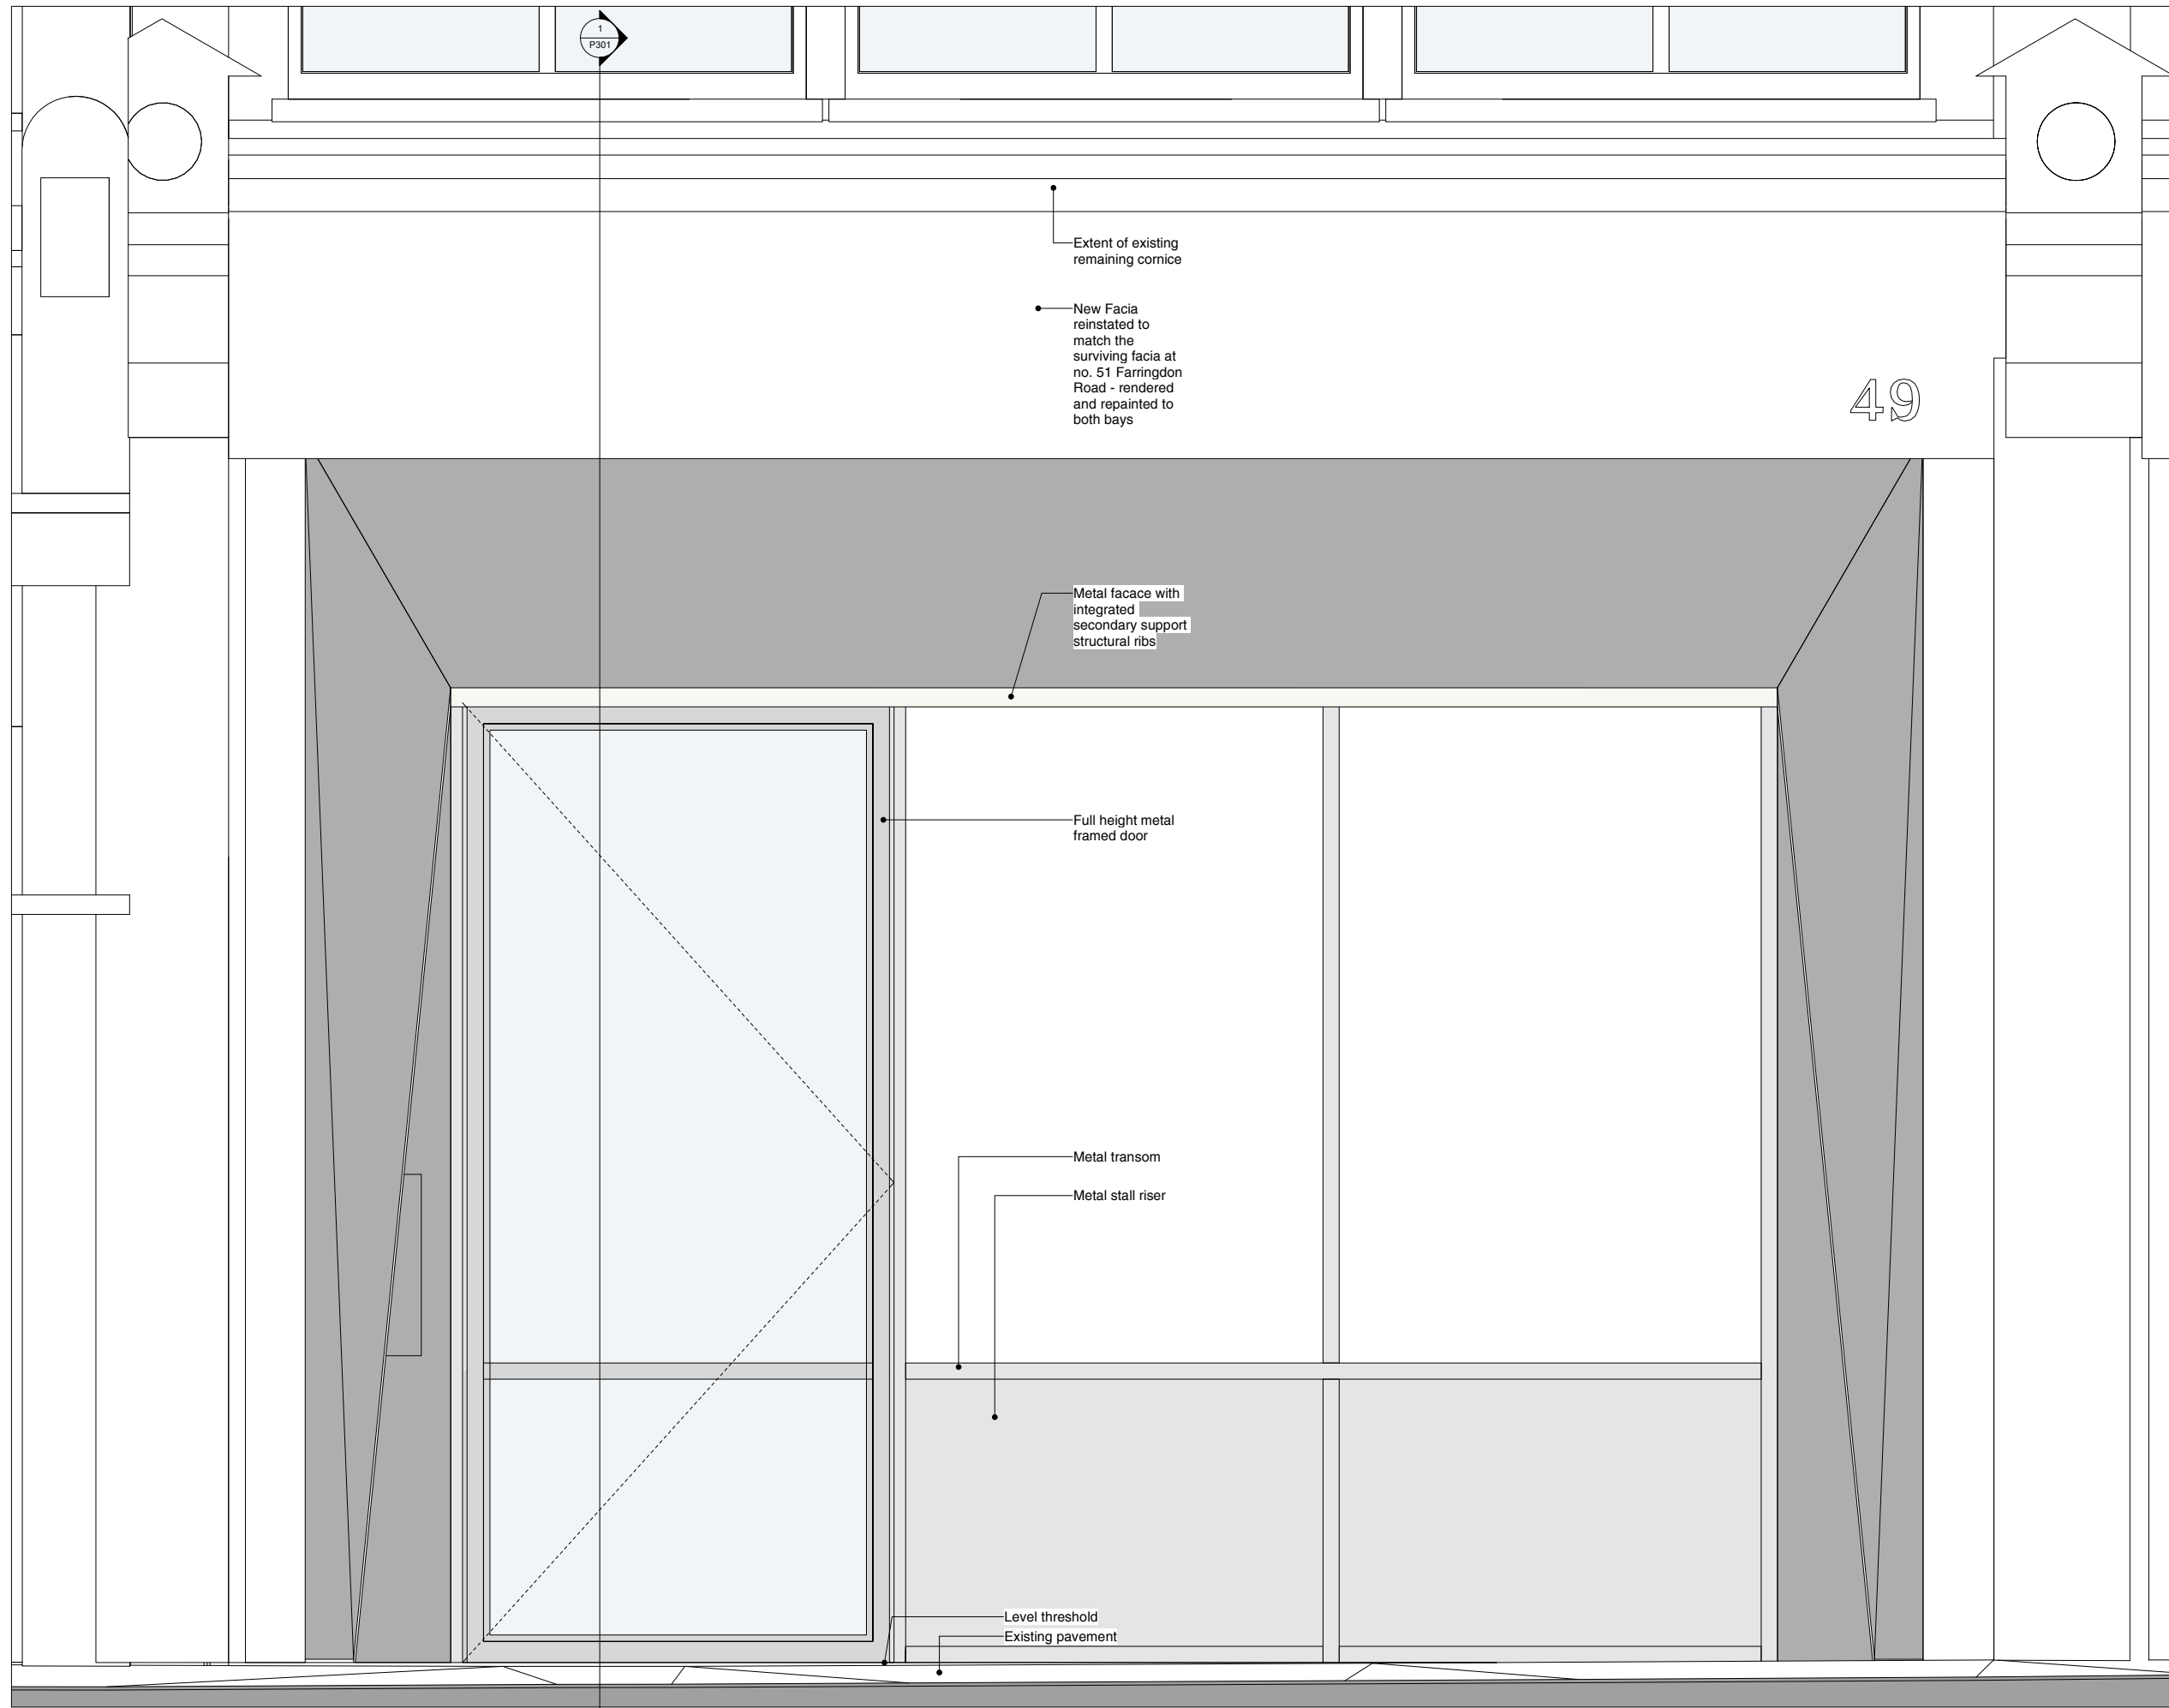 1
P301
Extent of existing
remaining cornice
New Facia
reinstated to
match the
surviving facia at
no. 51 Farringdon
Road - rendered
and repainted to
both bays
49
Metal facace with
integrated
secondary support
structural ribs
Full height metal
framed door
Metal transom
Metal stall riser
Level threshold
Existing pavement